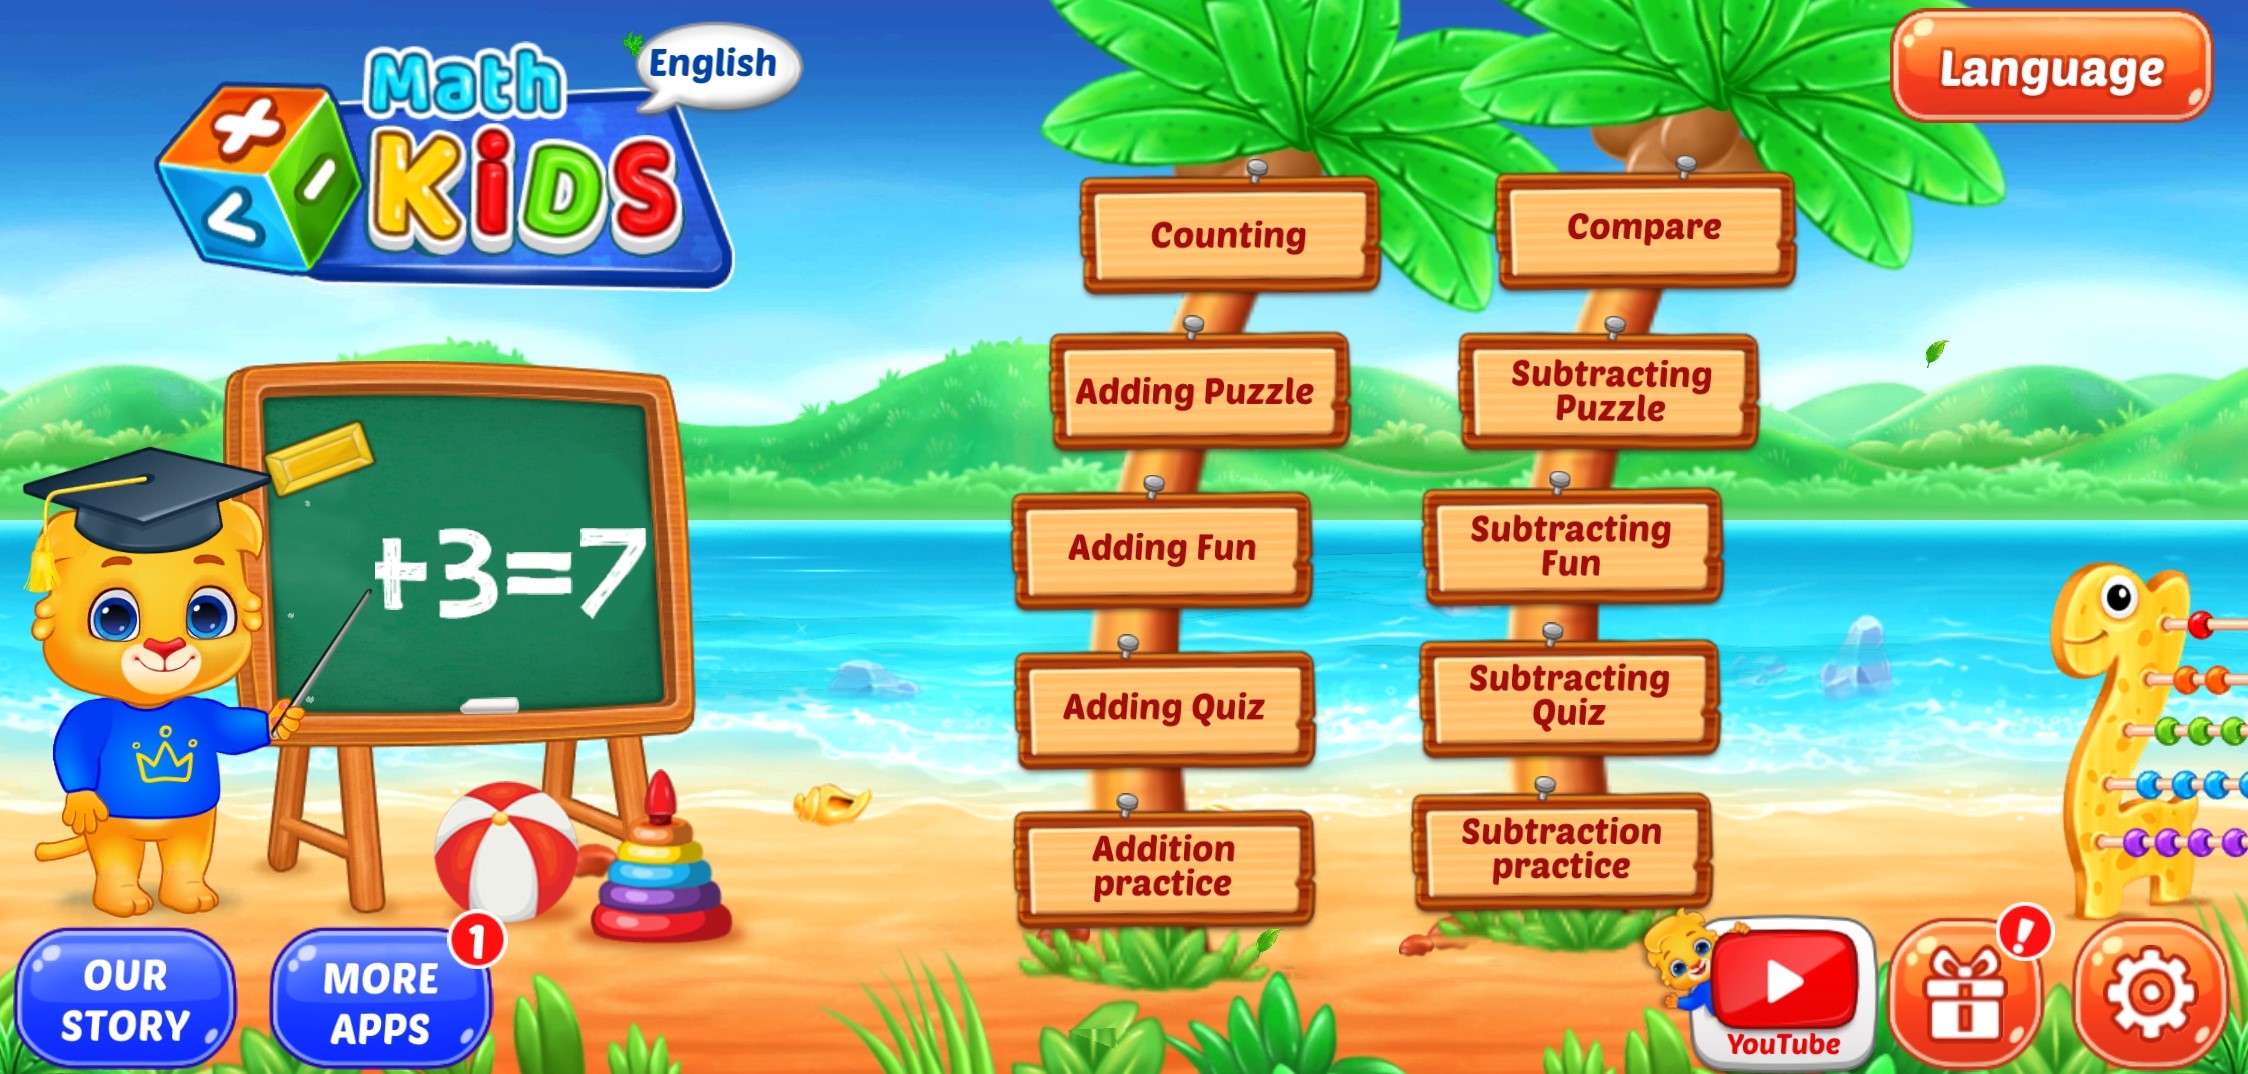 Math
KiDS
English
Language
Counting
Compare
Adding Puzzle
Subtracting
Puzzle
+3=7
Adding Fun
Subtracting
Fun
Adding Quiz
Subtracting
Quiz
Addition
practice
Subtraction
practice
OUR
STORY
MORE
APPS
1
YouTube
!